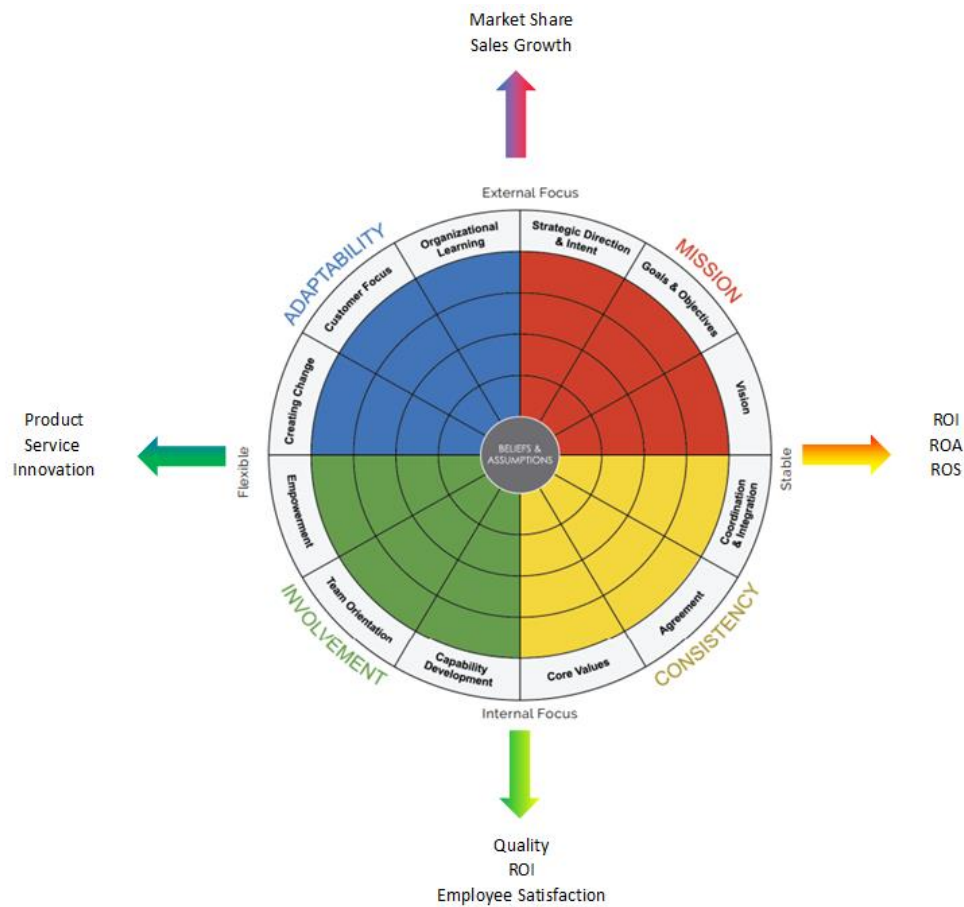 Market Share
Sales Growth
External Focus
ADAPTABILITY
MISSION
Organizational
Learning
Strategic Direction
& Intent
Customer Focus
Goals & Objectives
Creating Change
Vision
Product
Service
Innovation
Flexible
BELIEFS &
ASSUMPTIONS
Stable
ROI
ROA
ROS
Empowerment
Coordination
& Integration
Team Orientation
Agreement
Capability
Development
Core Values
INVOLVEMENT
CONSISTENCY
Internal Focus
Quality
ROI
Employee Satisfaction